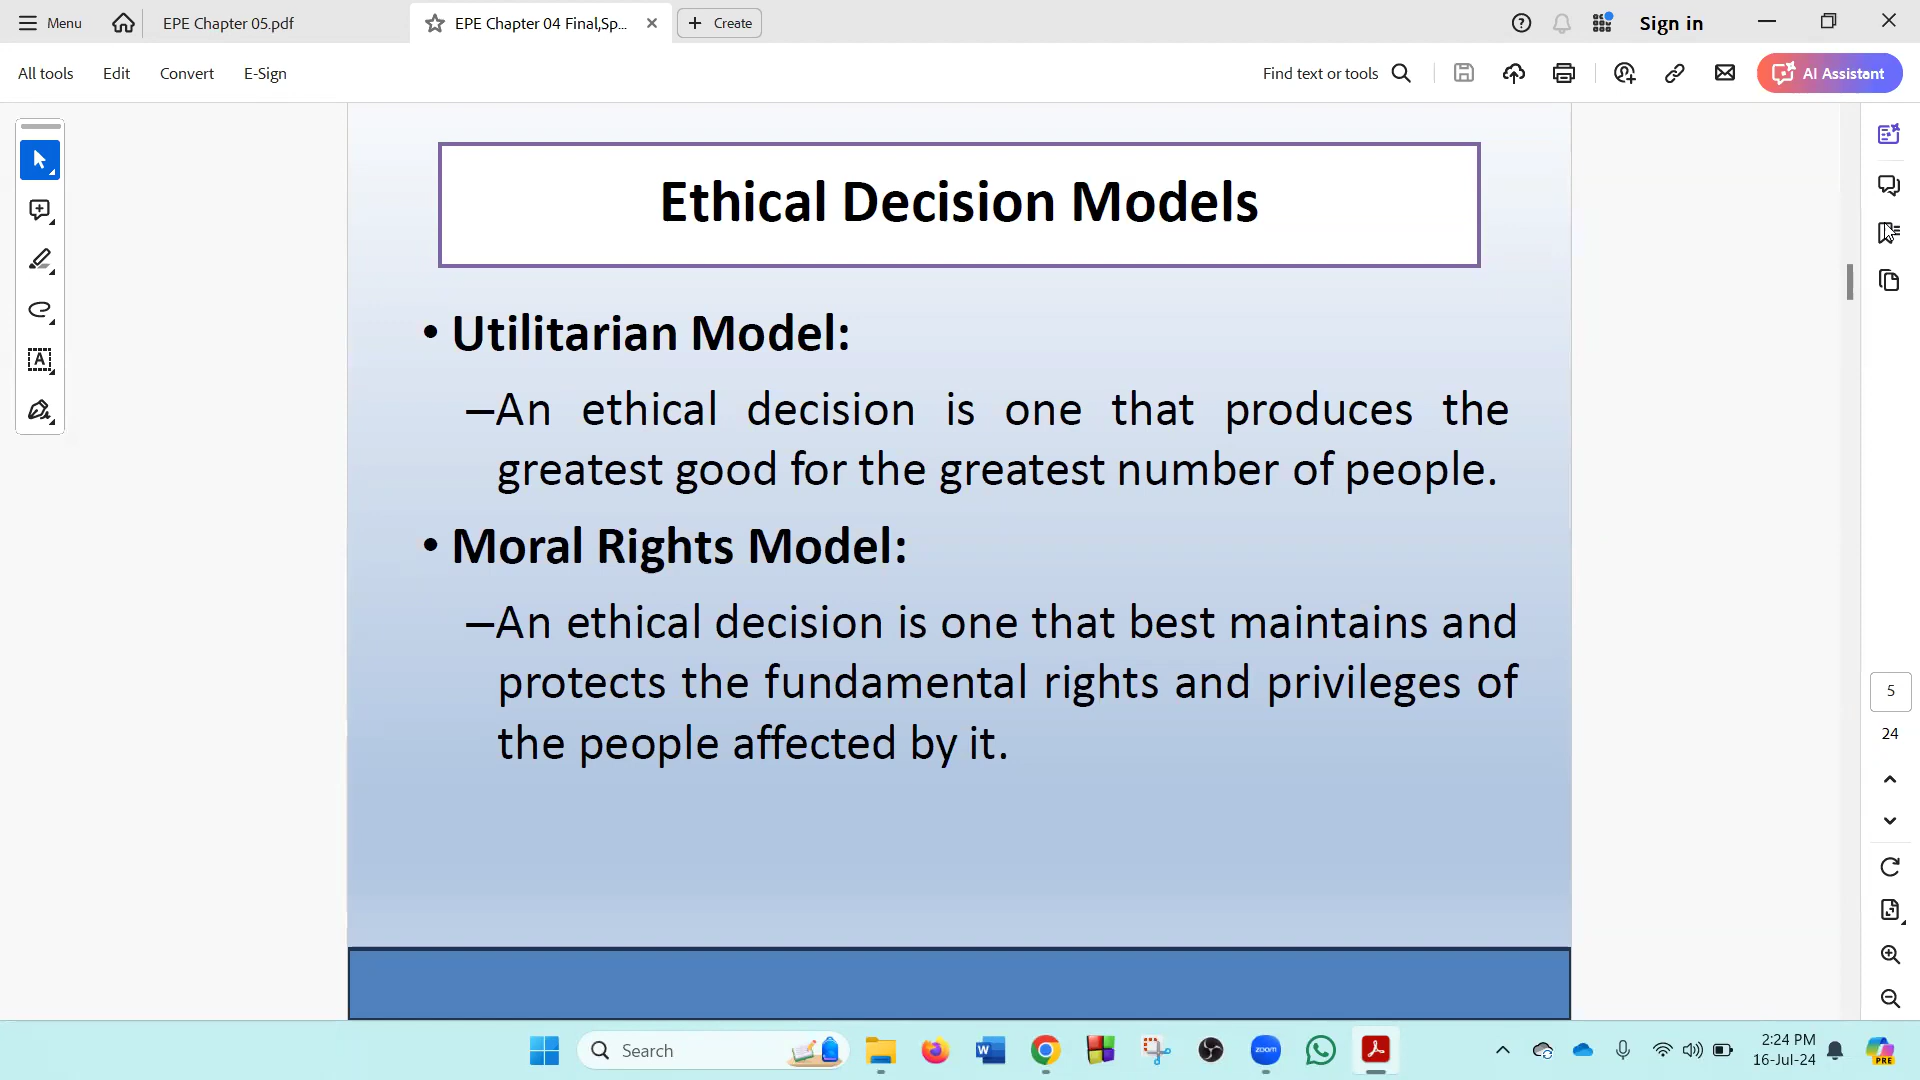 Menu
EPE Chapter 05.pdf
EPE Chapter 04 Final,Sp...
Create
Sign in
All tools
Edit
Convert
E-Sign
Find text or tools
AI Assistant
Ethical Decision Models
• Utilitarian Model:
–An ethical decision is one that produces the
greatest good for the greatest number of people.
• Moral Rights Model:
–An ethical decision is one that best maintains and
protects the fundamental rights and privileges of
the people affected by it.
5
24
Search
zoom
2:24 PM
16-Jul-24
PRE